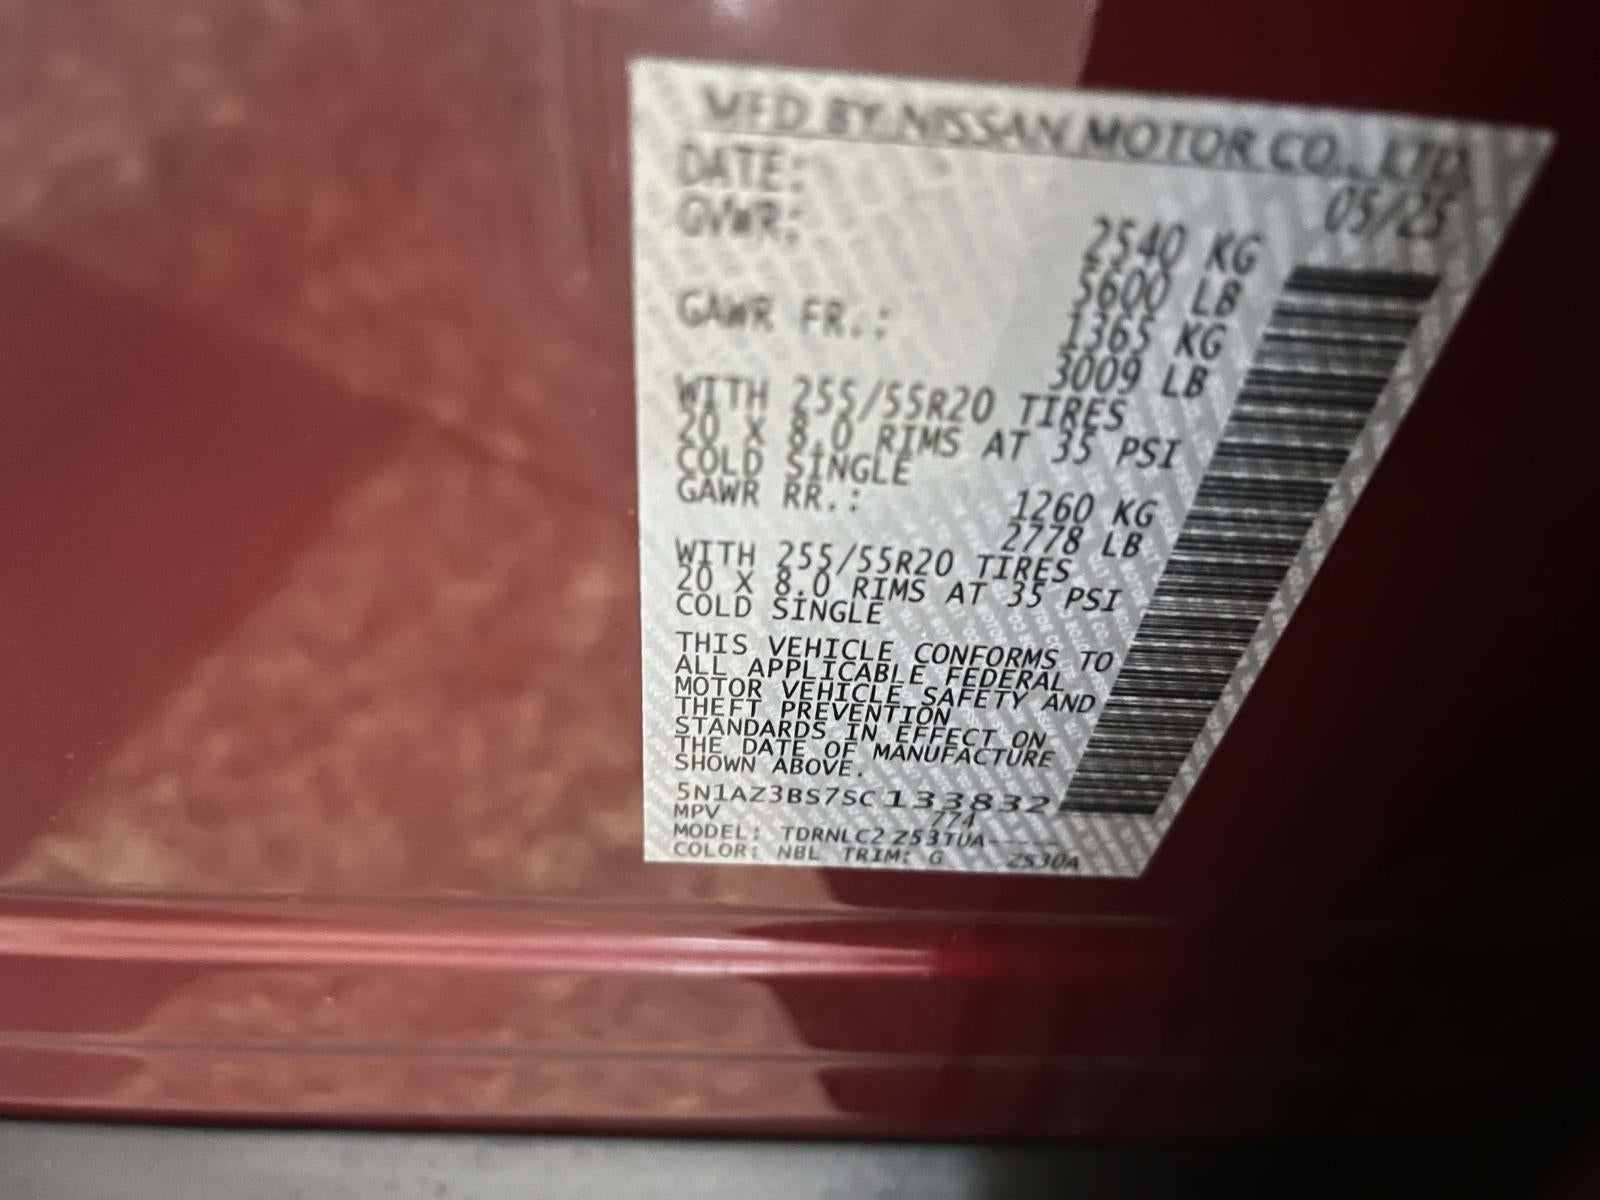 MFD BY NISSAN MOTOR CO., LTD.
DATE: 05/25
GVWR: 2540 KG
5600 LB
GAWR FR.: 1365 KG
3009 LB
WITH 255/55R20 TIRES
20 X 8.0 RIMS AT 35 PSI
COLD SINGLE
GAWR RR.: 1260 KG
2778 LB
WITH 255/55R20 TIRES
20 X 8.0 RIMS AT 35 PSI
COLD SINGLE
THIS VEHICLE CONFORMS TO
ALL APPLICABLE FEDERAL
MOTOR VEHICLE SAFETY AND
THEFT PREVENTION
STANDARDS IN EFFECT ON
THE DATE OF MANUFACTURE
SHOWN ABOVE.
5N1AZ3BS7SC133832
MPV 774
MODEL: TDRNLC2 Z53TUA-----
COLOR: NBL TRIM: G ZS30A